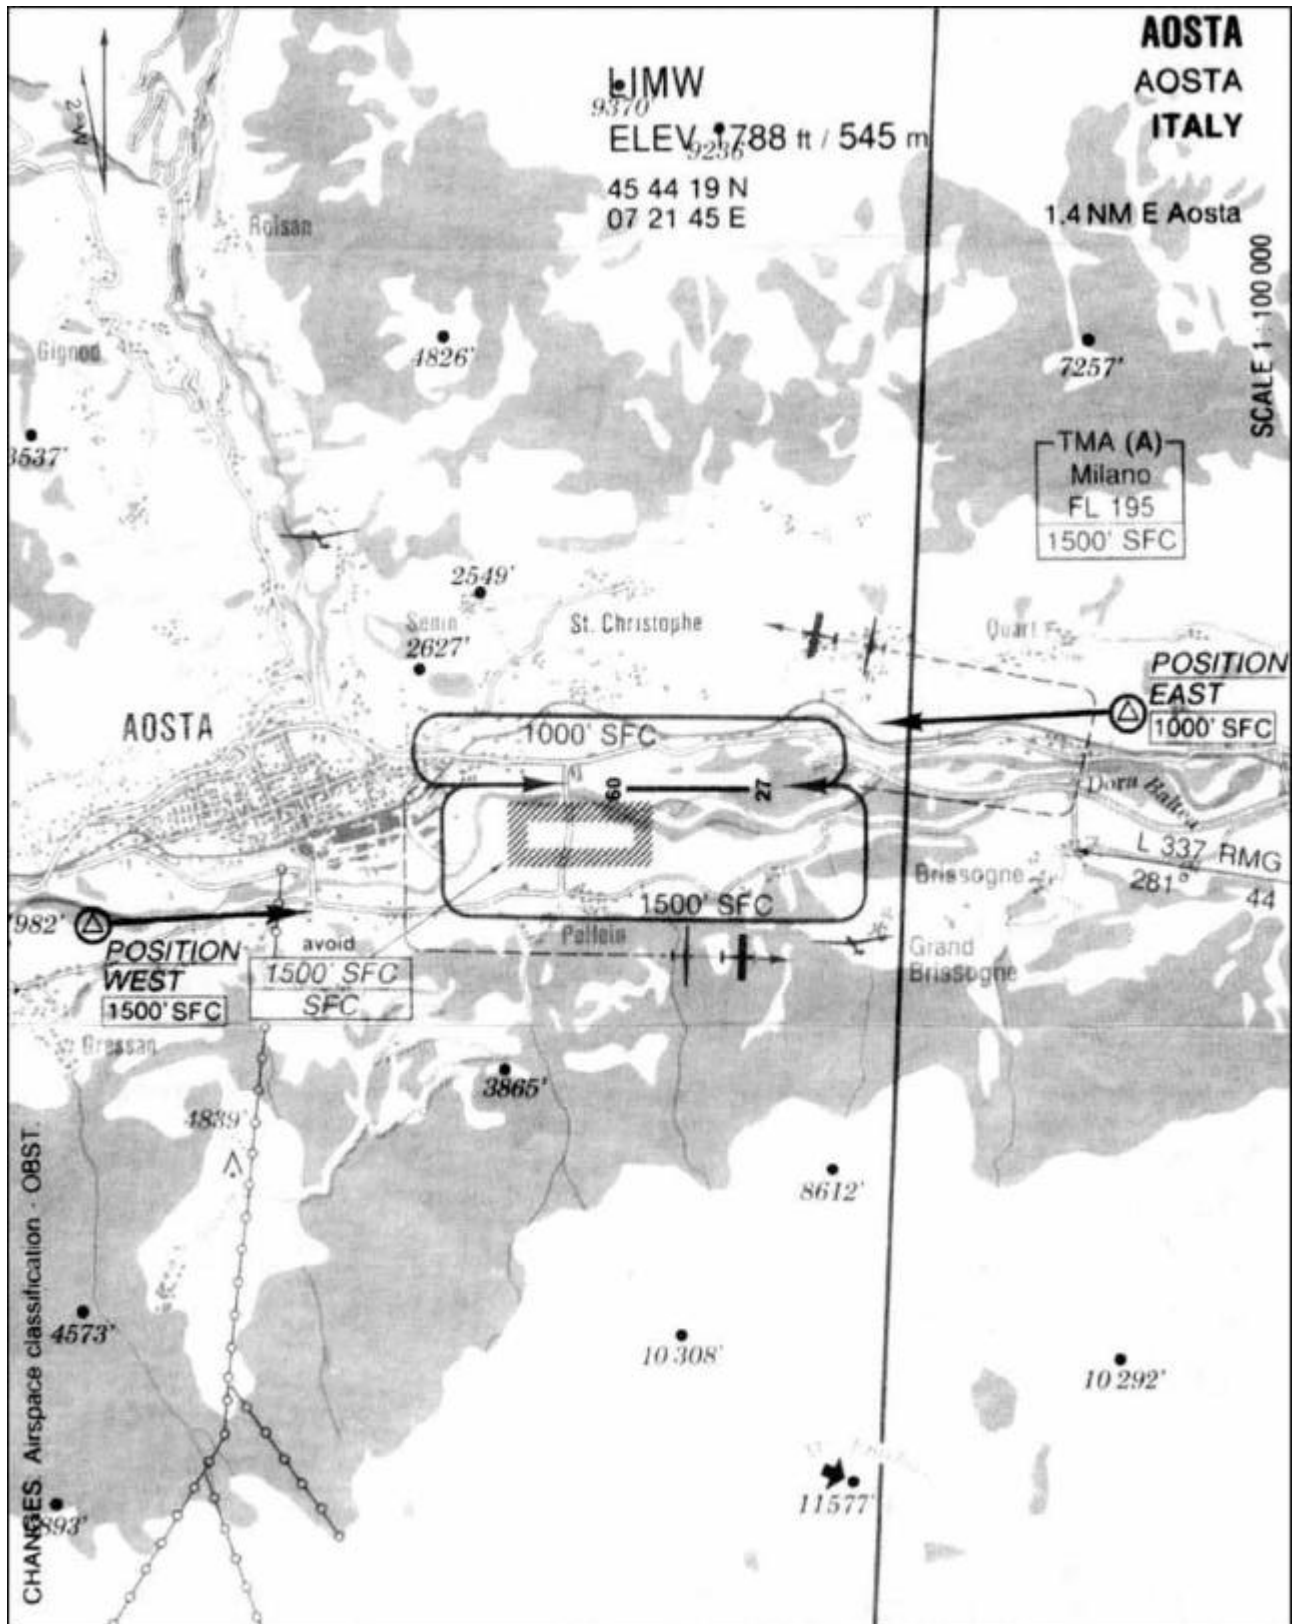 AOSTA
AOSTA
ITALY
LIMW
9370'
ELEV 1788 ft / 545 m
9236'
45 44 19 N
07 21 45 E
1.4 NM E Aosta
SCALE 1 : 100 000
2° W
Roisan
4826'
Gignod
7257'
3537'
TMA (A)
Milano
FL 195
1500' SFC
2549'
St. Christophe
2627'
Quart
POSITION
EAST
1000' SFC
AOSTA
1000' SFC
09
27
Dora Baltea
L 337 RMG
281°
44
Brissogne
1500' SFC
982'
POSITION
WEST
1500' SFC
avoid
1500' SFC
SFC
Pollein
Grand
Brissogne
Gressan
3865'
4839'
8612'
4573'
10 308'
10 292'
11577'
893'
CHANGES: Airspace classification - OBST.